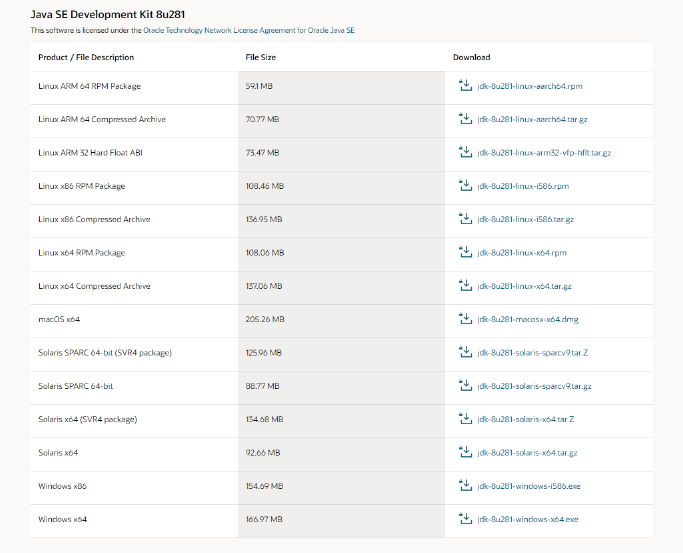 Java SE Development Kit 8u281
This software is licensed under the Oracle Technology Network License Agreement for Oracle Java SE
Product / File Description File Size Download
Linux ARM 64 RPM Package 59.1 MB jdk-8u281-linux-aarch64.rpm
Linux ARM 64 Compressed Archive 70.77 MB jdk-8u281-linux-aarch64.tar.gz
Linux ARM 32 Hard Float ABI 73.47 MB jdk-8u281-linux-arm32-vfp-hflt.tar.gz
Linux x86 RPM Package 108.46 MB jdk-8u281-linux-i586.rpm
Linux x86 Compressed Archive 136.95 MB jdk-8u281-linux-i586.tar.gz
Linux x64 RPM Package 108.06 MB jdk-8u281-linux-x64.rpm
Linux x64 Compressed Archive 137.06 MB jdk-8u281-linux-x64.tar.gz
macOS x64 205.26 MB jdk-8u281-macosx-x64.dmg
Solaris SPARC 64-bit (SVR4 package) 125.96 MB jdk-8u281-solaris-sparcv9.tar.Z
Solaris SPARC 64-bit 88.77 MB jdk-8u281-solaris-sparcv9.tar.gz
Solaris x64 (SVR4 package) 134.68 MB jdk-8u281-solaris-x64.tar.Z
Solaris x64 92.66 MB jdk-8u281-solaris-x64.tar.gz
Windows x86 154.69 MB jdk-8u281-windows-i586.exe
Windows x64 166.97 MB jdk-8u281-windows-x64.exe